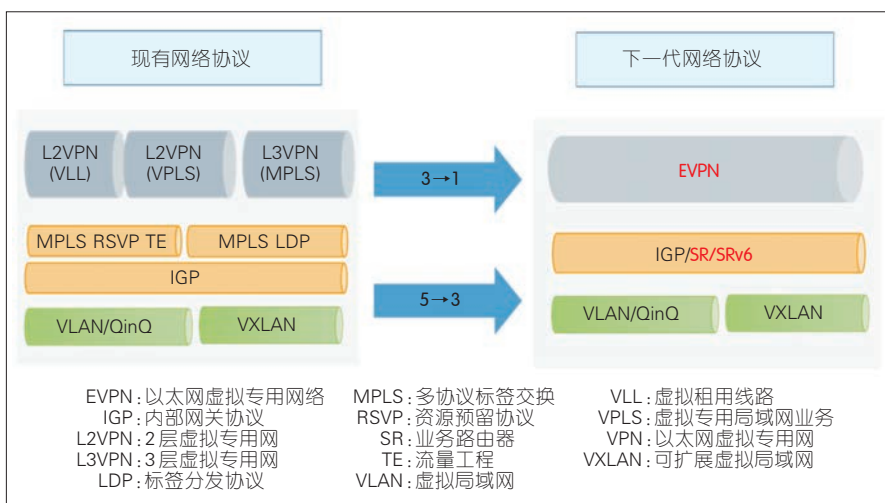 现有网络协议
下一代网络协议
L2VPN
(VLL)
L2VPN
(VPLS)
L3VPN
(MPLS)
3→1
EVPN
MPLS RSVP TE
MPLS LDP
IGP
IGP/SR/SRv6
5→3
VLAN/QinQ
VXLAN
VLAN/QinQ
VXLAN
EVPN:以太网虚拟专用网络
IGP:内部网关协议
L2VPN:2层虚拟专用网
L3VPN:3层虚拟专用网
LDP:标签分发协议
MPLS:多协议标签交换
RSVP:资源预留协议
SR:业务路由器
TE:流量工程
VLAN:虚拟局域网
VLL:虚拟租用线路
VPLS:虚拟专用局域网业务
VPN:以太网虚拟专用网
VXLAN:可扩展虚拟局域网